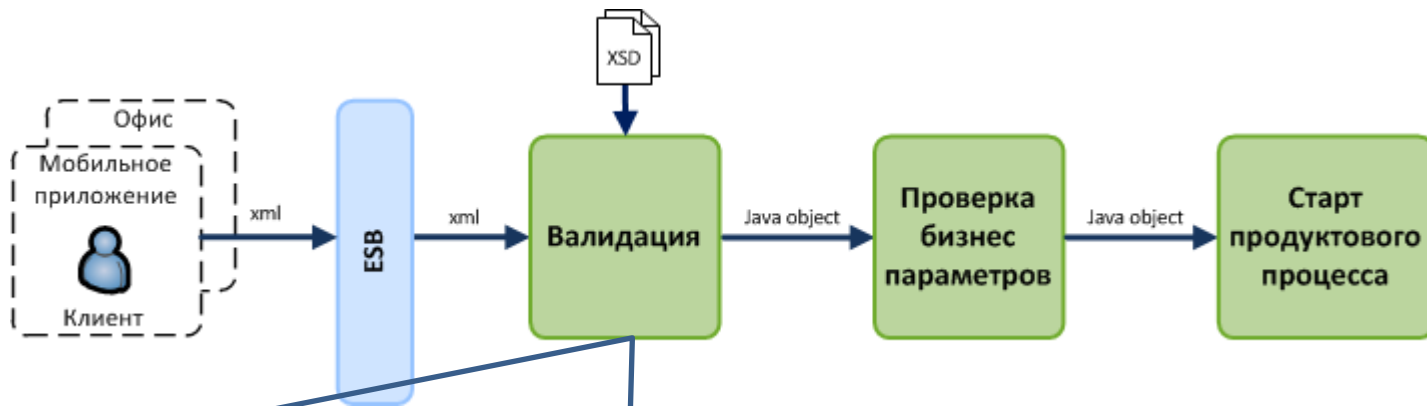 XSD
Офис
Мобильное
приложение
Клиент
xml
ESB
xml
Валидация
Java object
Проверка
бизнес
параметров
Java object
Старт
продуктового
процесса